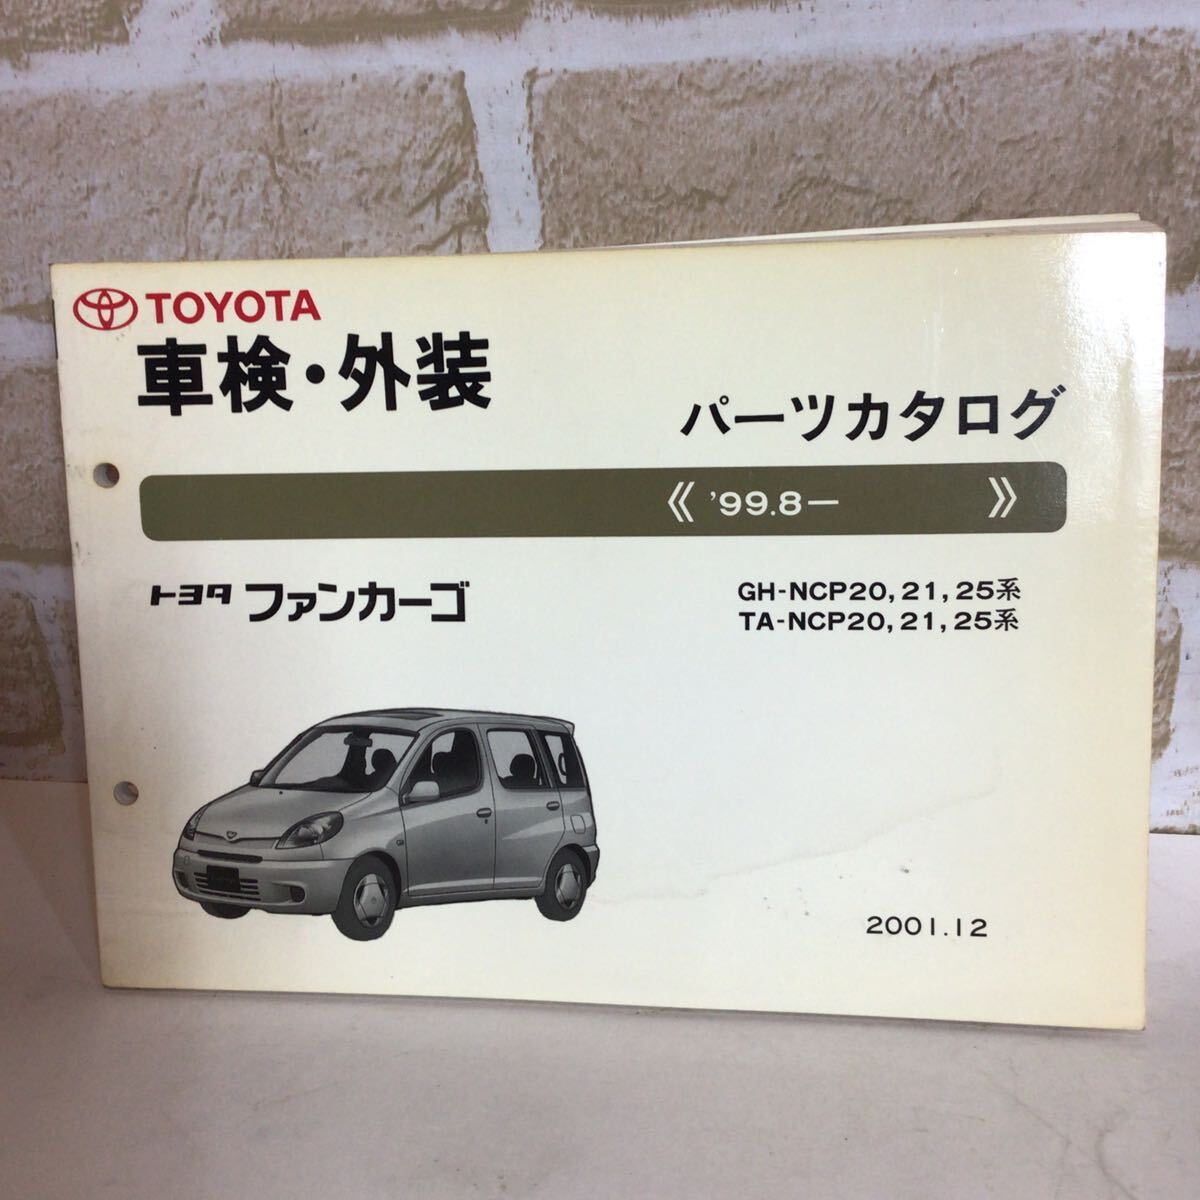 TOYOTA
車検・外装
パーツカタログ
《 '99.8— 》
トヨタ ファンカーゴ
GH-NCP20,21,25系
TA-NCP20,21,25系
2001.12